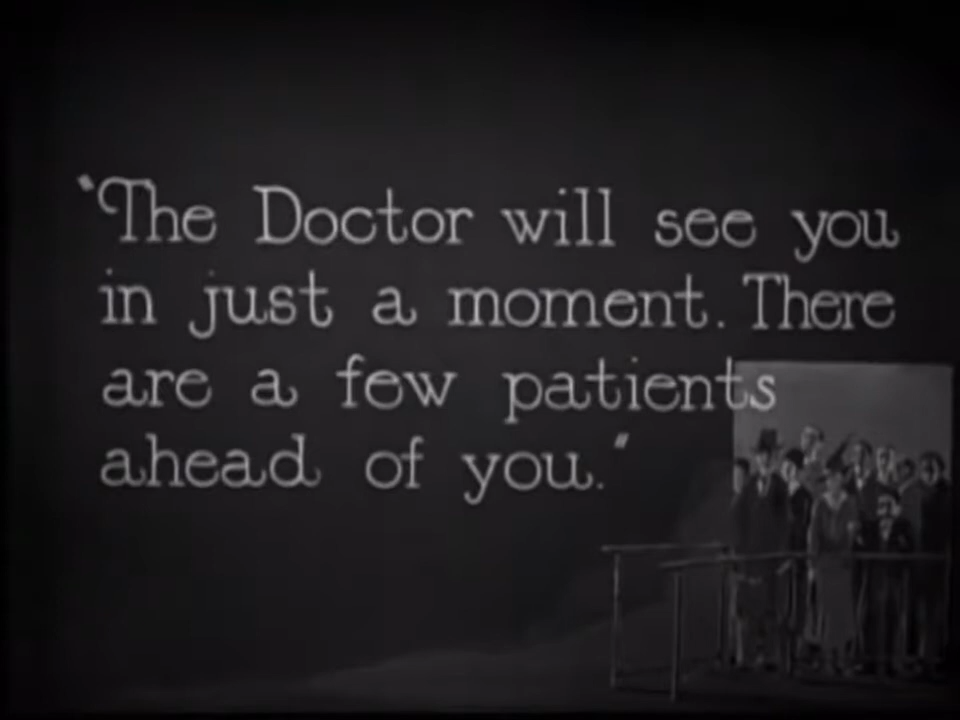 "The Doctor will see you
in just a moment. There
are a few patients
ahead of you."